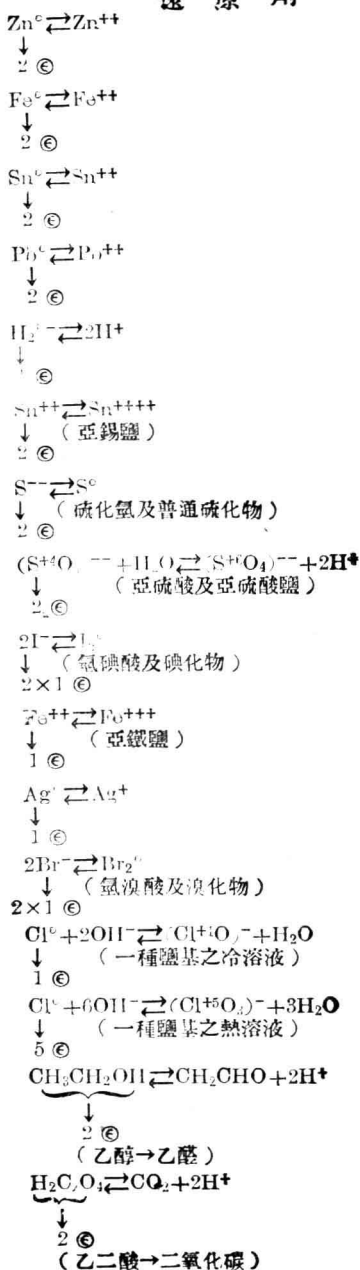 還 原 劑
Zn° ⇄ Zn++
↓
2 ⓔ
Fe° ⇄ Fe++
↓
2 ⓔ
Sn° ⇄ Sn++
↓
2 ⓔ
Pb° ⇄ Pb++
↓
2 ⓔ
⇄ 2H+
↓
ⓔ
Sn++ ⇄ Sn++++
↓ (亞錫鹽)
2 ⓔ
S-- ⇄ S°
↓ (硫化氫及普通硫化物)
2 ⓔ
⇄ (S+6O4)-- + 2H+
↓ (亞硫酸及亞硫酸鹽)
2 ⓔ
2I- ⇄
↓ (氫碘酸及碘化物)
2×1 ⓔ
Fe++ ⇄ Fe+++
↓ (亞鐵鹽)
1 ⓔ
Ag° ⇄ Ag+
↓
1 ⓔ
2Br- ⇄ Br2°
↓ (氫溴酸及溴化物)
2×1 ⓔ
Cl° + 2OH- ⇄ (Cl+1O)- + H2O
↓ (一種鹽基之冷溶液)
1 ⓔ
Cl° + 6OH- ⇄ (Cl+5O3)- + 3H2O
↓ (一種鹽基之熱溶液)
5 ⓔ
CH3CH2OH ⇄ CH2CHO + 2H+
↓
2 ⓔ
(乙醇→乙醛)
H2C2O4 ⇄ CO2 + 2H+
↓
2 ⓔ
(乙二酸→二氧化碳)